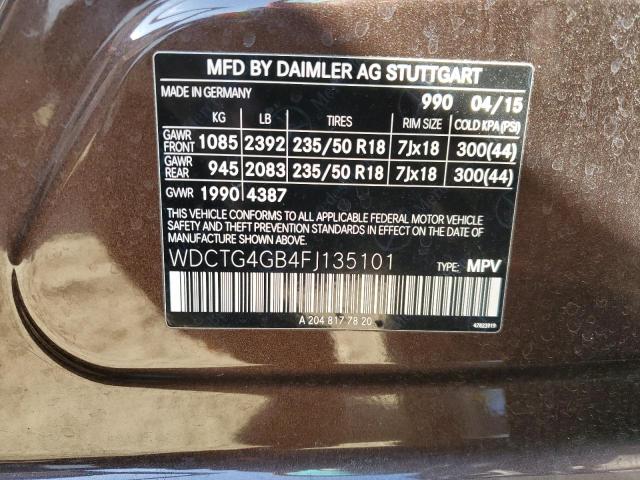 MFD BY DAIMLER AG STUTTGART
MADE IN GERMANY 990 04/15
KG LB TIRES RIM SIZE COLD KPA(PSI)
GAWR FRONT 1085 2392 235/50 R18 7Jx18 300(44)
GAWR REAR 945 2083 235/50 R18 7Jx18 300(44)
GVWR 1990 4387
THIS VEHICLE CONFORMS TO ALL APPLICABLE FEDERAL MOTOR VEHICLE
SAFETY AND THEFT PREVENTION STANDARDS IN EFFECT ON THE DATE
OF MANUFACTURE SHOWN ABOVE.
WDCTG4GB4FJ135101 TYPE: MPV
A 204 817 78 20 47823919